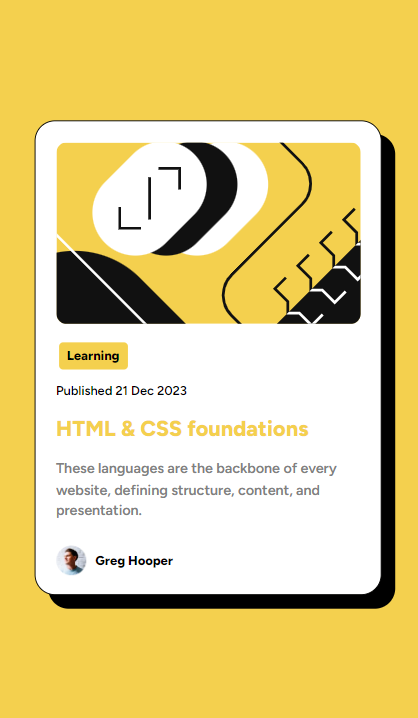 Learning
Published 21 Dec 2023
HTML & CSS foundations
These languages are the backbone of every
website, defining structure, content, and
presentation.
Greg Hooper